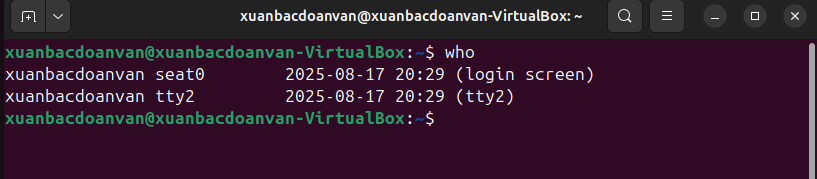 xuanbacdoanvan@xuanbacdoanvan-VirtualBox: ~
xuanbacdoanvan@xuanbacdoanvan-VirtualBox:~$ who
xuanbacdoanvan seat0        2025-08-17 20:29 (login screen)
xuanbacdoanvan tty2         2025-08-17 20:29 (tty2)
xuanbacdoanvan@xuanbacdoanvan-VirtualBox:~$